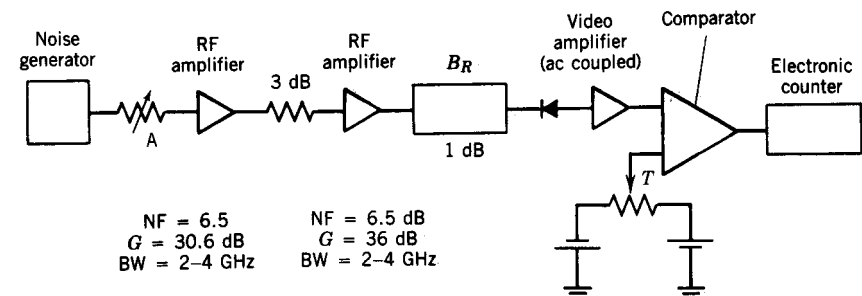 Noise
generator
A
RF
amplifier
3 dB
RF
amplifier
B_R
1 dB
Video
amplifier
(ac coupled)
Comparator
T
Electronic
counter
NF = 6.5
G = 30.6 dB
BW = 2–4 GHz
NF = 6.5 dB
G = 36 dB
BW = 2–4 GHz